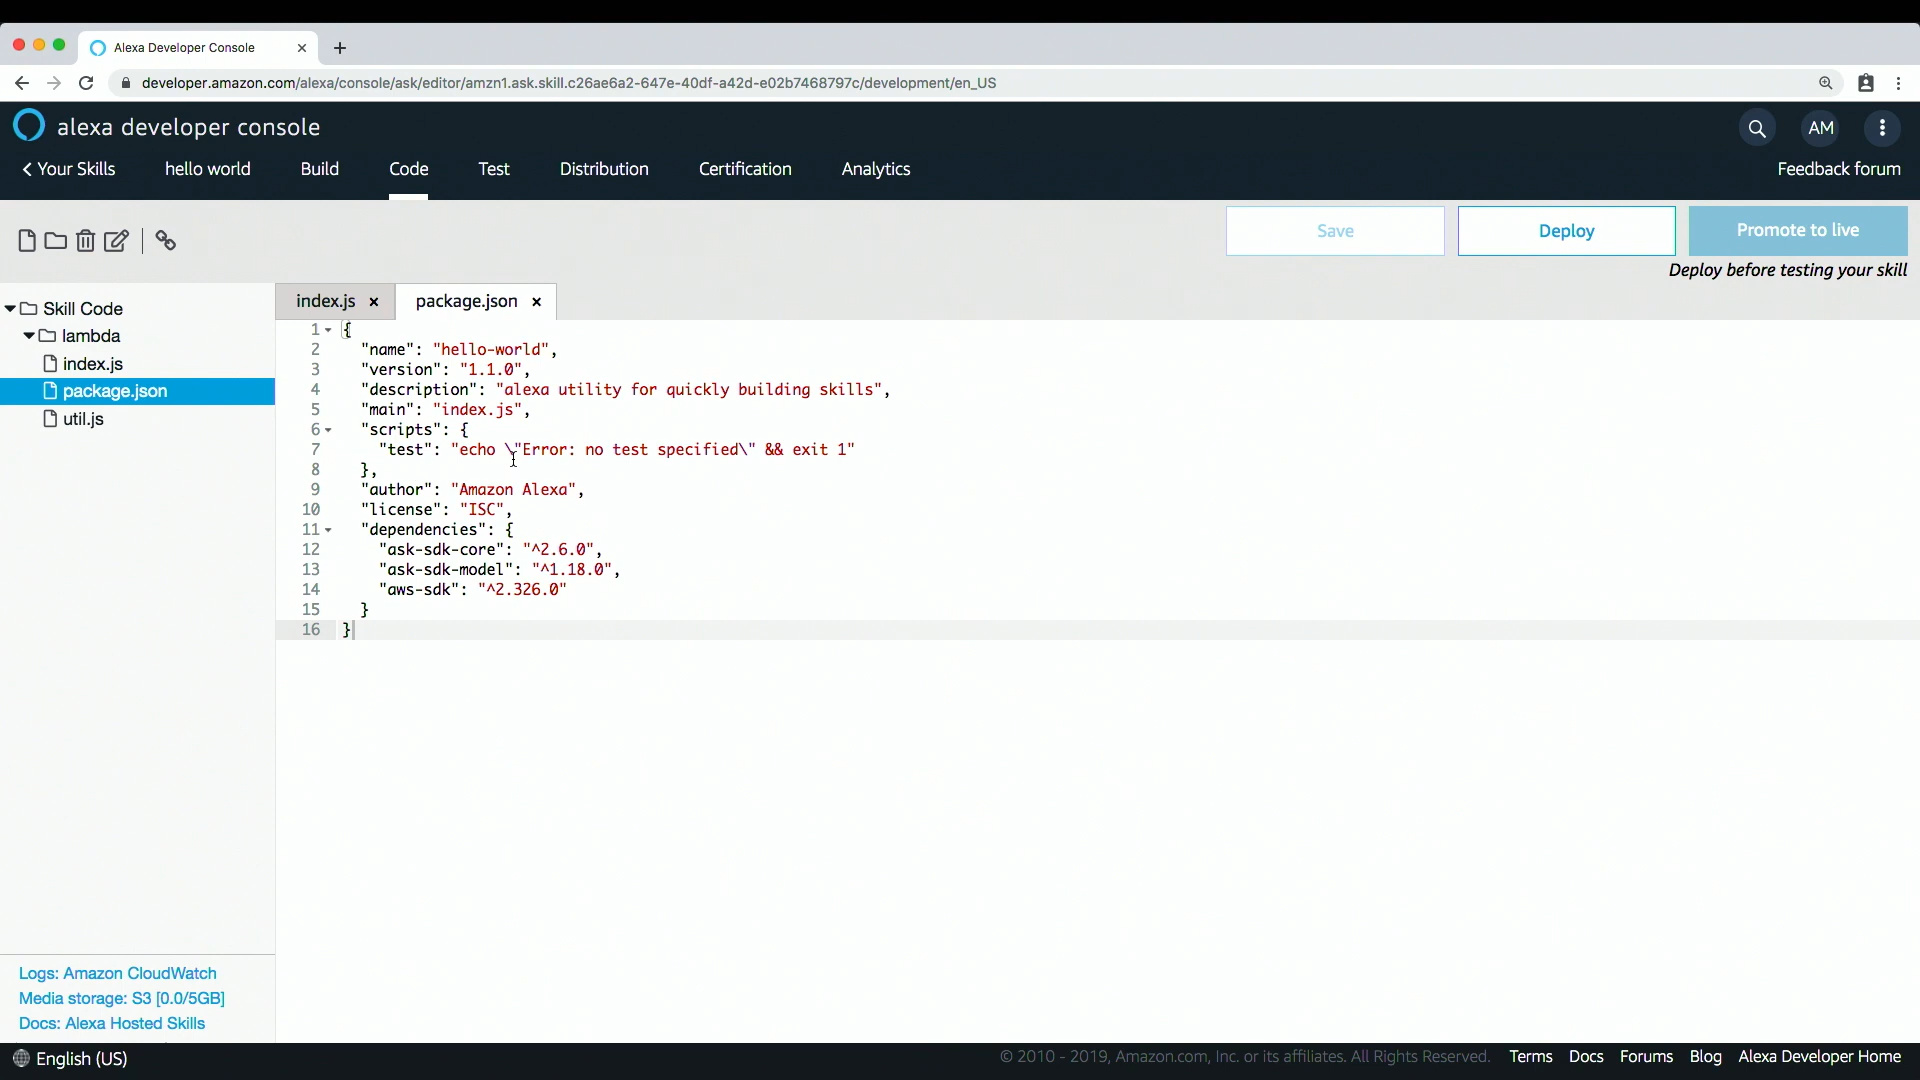 Alexa Developer Console
developer.amazon.com/alexa/console/ask/editor/amzn1.ask.skill.c26ae6a2-647e-40df-a42d-e02b7468797c/development/en_US
alexa developer console
AM
Your Skills hello world Build Code Test Distribution Certification Analytics Feedback forum
Save Deploy Promote to live
Deploy before testing your skill
Skill Code
lambda
index.js
package.json
util.js
index.js package.json
1 {
2 "name": "hello-world",
3 "version": "1.1.0",
4 "description": "alexa utility for quickly building skills",
5 "main": "index.js",
6 "scripts": {
7 "test": "echo \"Error: no test specified\" && exit 1"
8 },
9 "author": "Amazon Alexa",
10 "license": "ISC",
11 "dependencies": {
12 "ask-sdk-core": "^2.6.0",
13 "ask-sdk-model": "^1.18.0",
14 "aws-sdk": "^2.326.0"
15 }
16 }
Logs: Amazon CloudWatch
Media storage: S3 [0.0/5GB]
Docs: Alexa Hosted Skills
English (US) © 2010 - 2019, Amazon.com, Inc. or its affiliates. All Rights Reserved. Terms Docs Forums Blog Alexa Developer Home